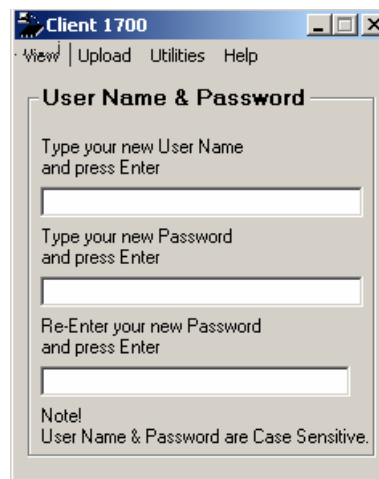 Client 1700
View Upload Utilities Help
User Name & Password
Type your new User Name
and press Enter
Type your new Password
and press Enter
Re-Enter your new Password
and press Enter
Note!
User Name & Password are Case Sensitive.